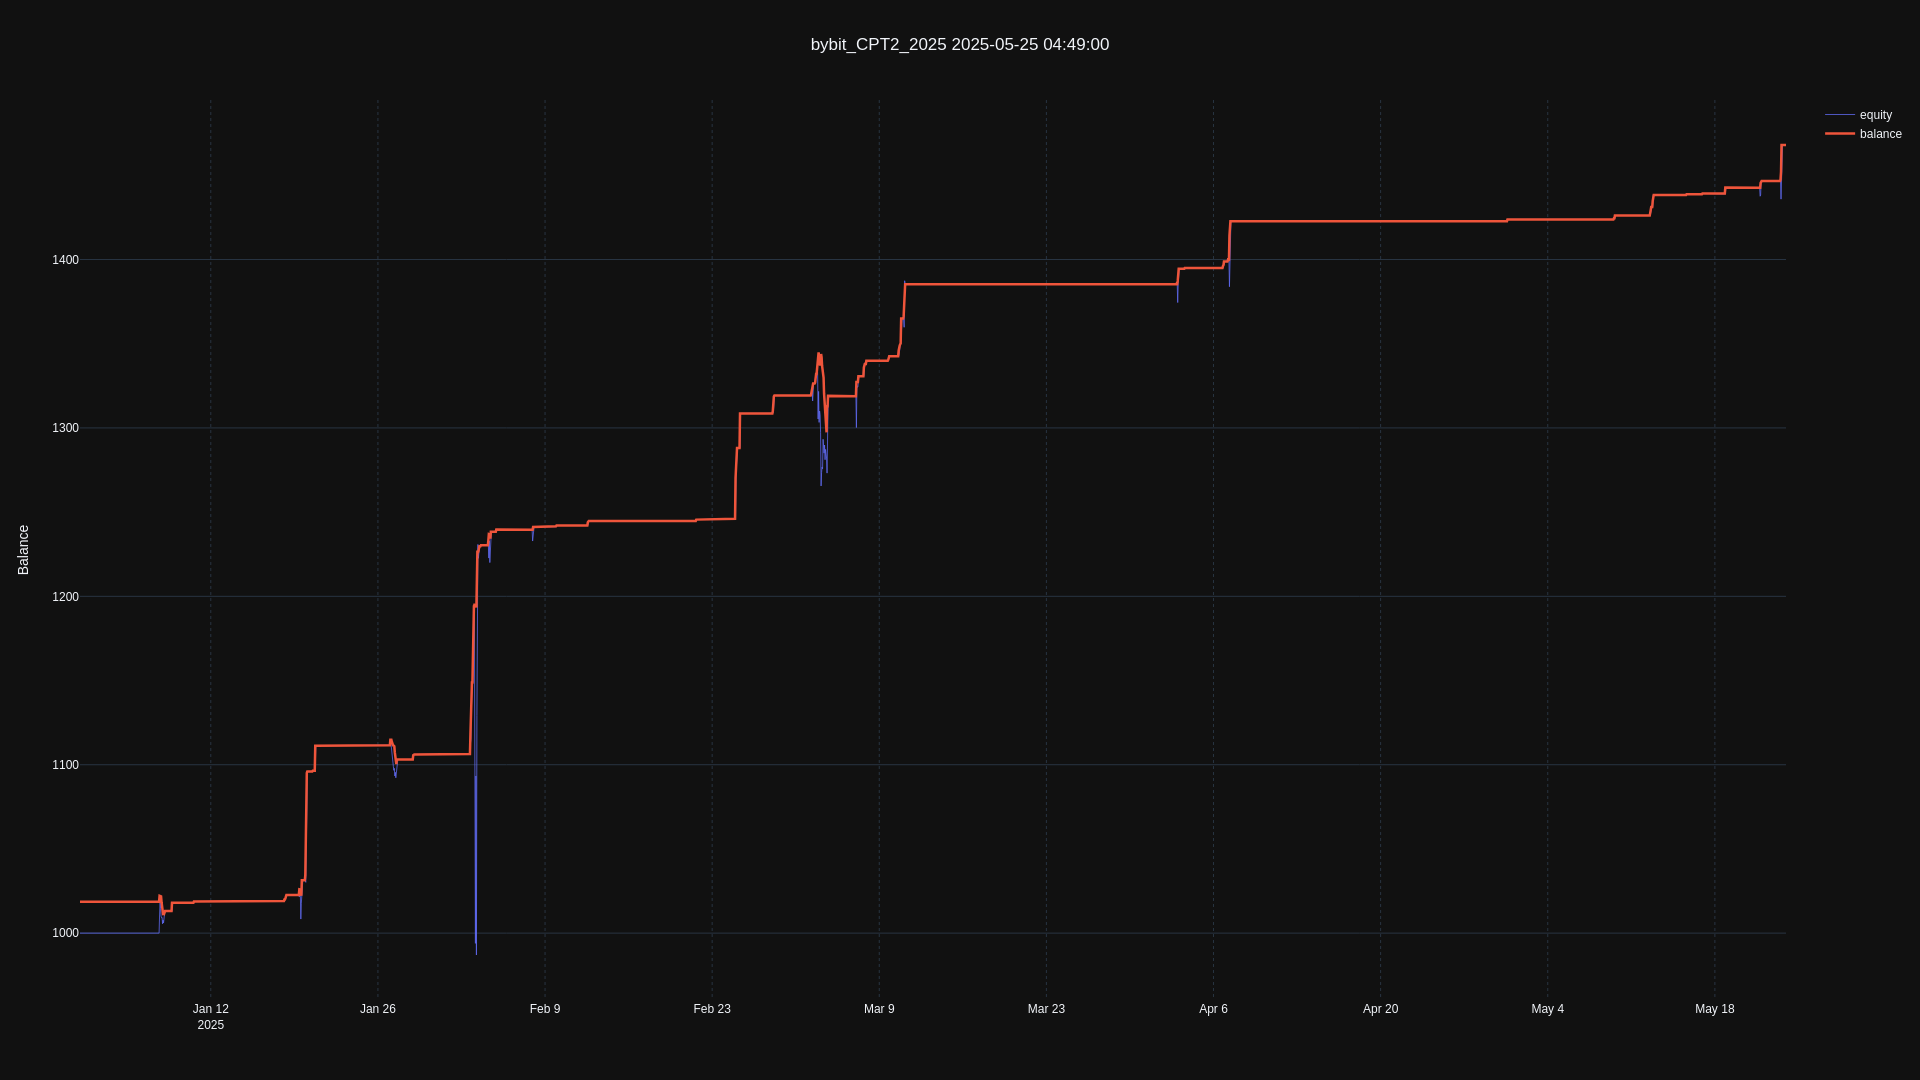 bybit_CPT2_2025 2025-05-25 04:49:00
equity
balance
Balance
1400
1300
1200
1100
1000
Jan 12
2025
Jan 26
Feb 9
Feb 23
Mar 9
Mar 23
Apr 6
Apr 20
May 4
May 18